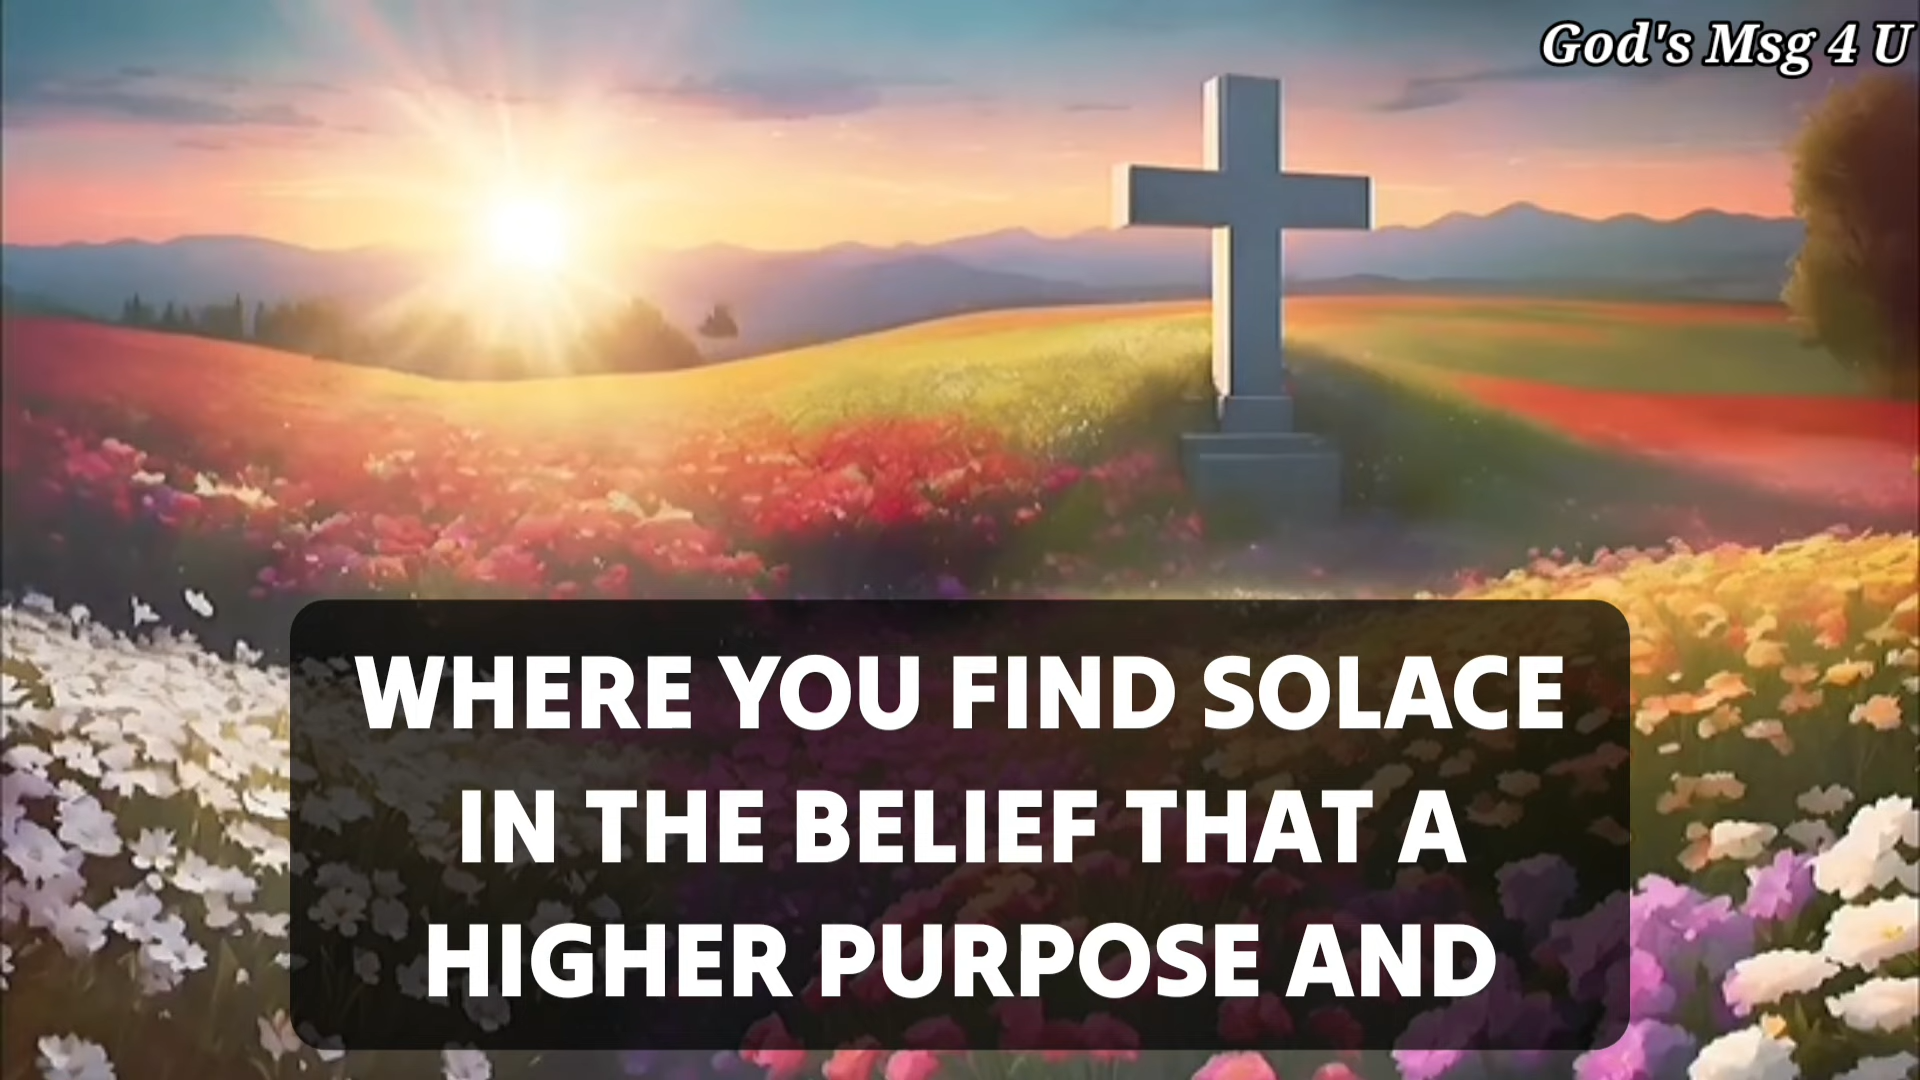 God's Msg 4 U
WHERE YOU FIND SOLACE
IN THE BELIEF THAT A
HIGHER PURPOSE AND